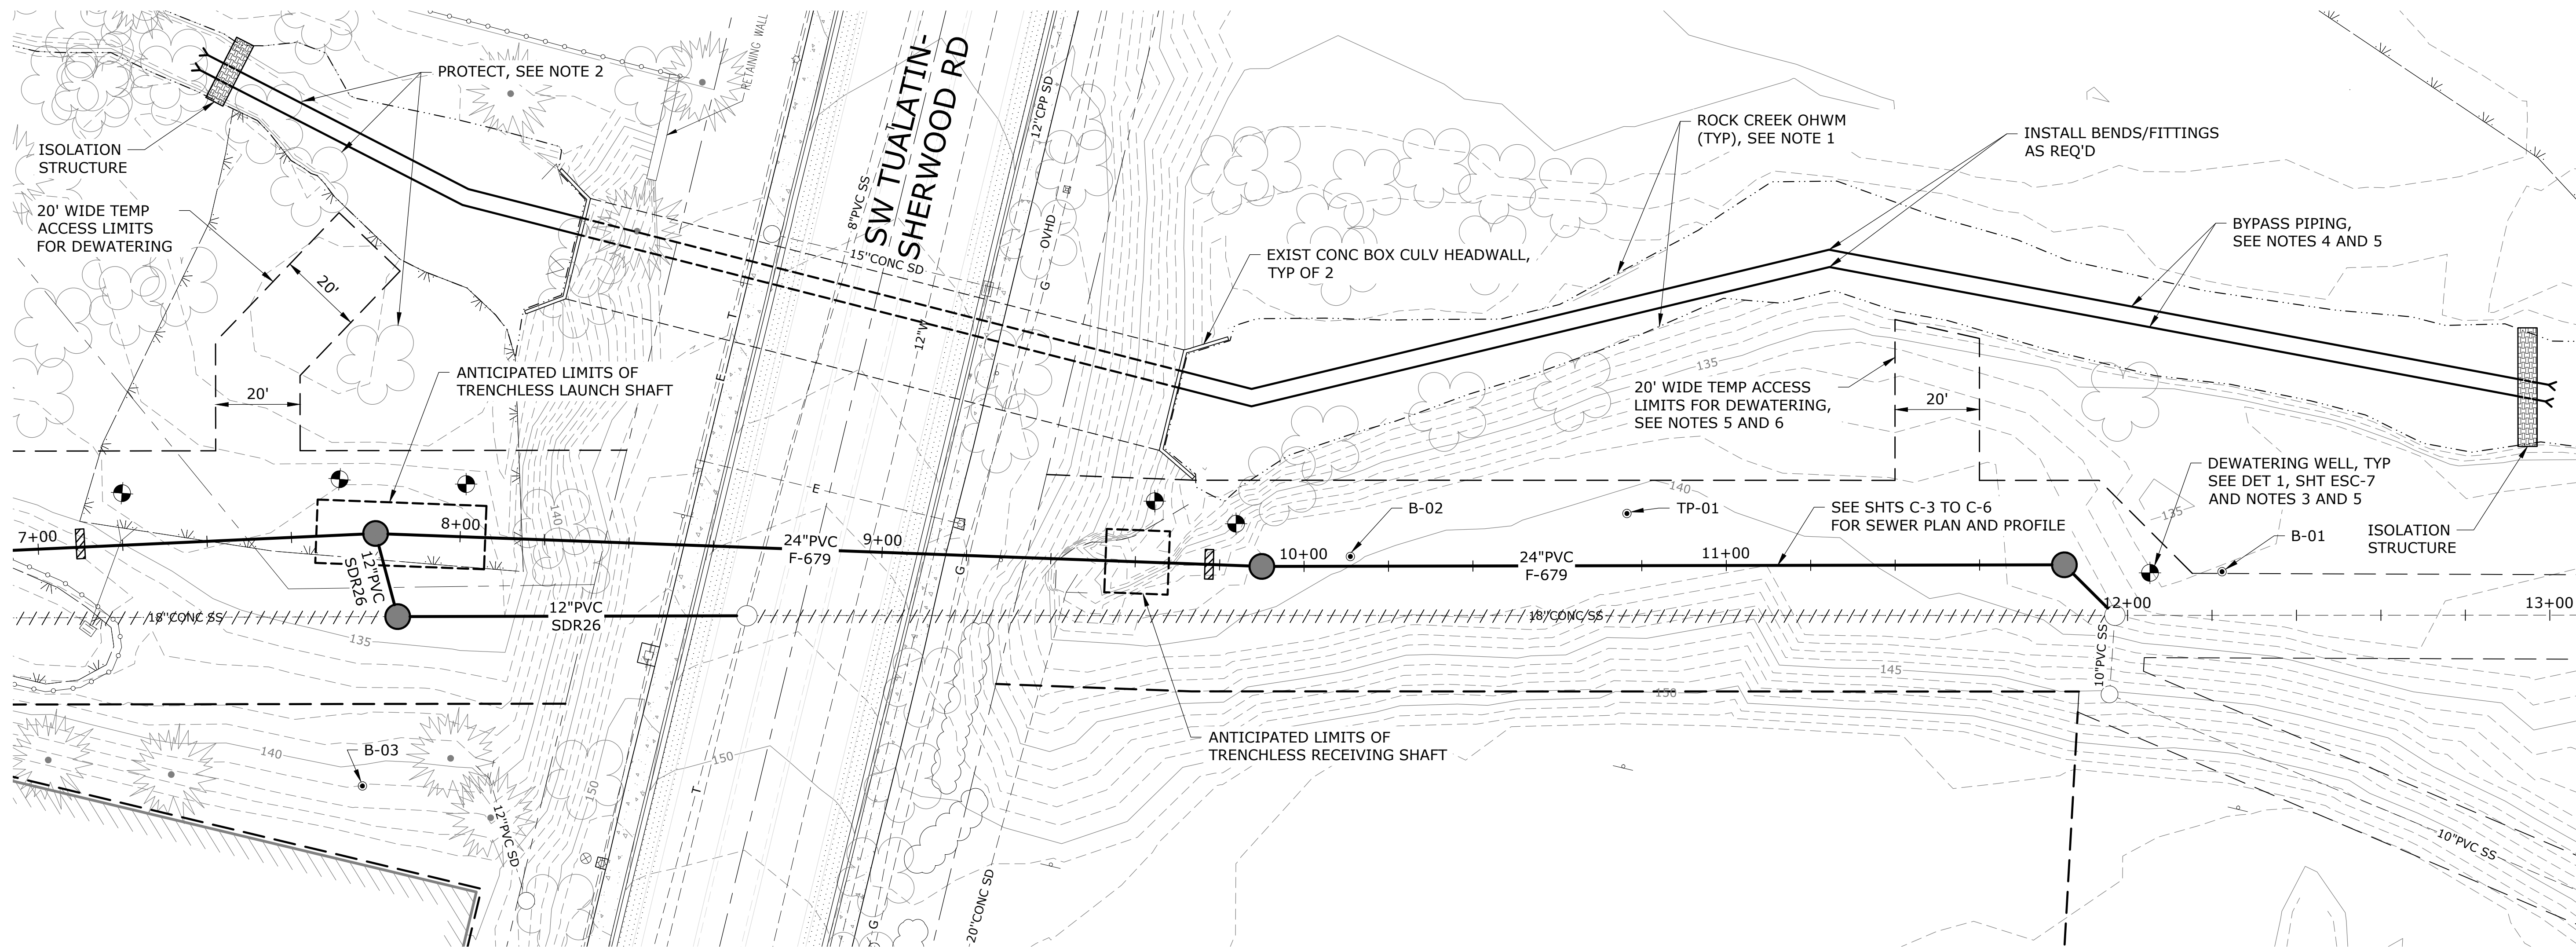 PROTECT, SEE NOTE 2
RETAINING WALL
SW TUALATIN-
SHERWOOD RD
12"CPP SD
8"PVC SS
15"CONC SD
OVHD
G
12"W
T
E
ISOLATION
STRUCTURE
20' WIDE TEMP
ACCESS LIMITS
FOR DEWATERING
20'
20'
ANTICIPATED LIMITS OF
TRENCHLESS LAUNCH SHAFT
EXIST CONC BOX CULV HEADWALL,
TYP OF 2
ROCK CREEK OHWM
(TYP), SEE NOTE 1
INSTALL BENDS/FITTINGS
AS REQ'D
BYPASS PIPING,
SEE NOTES 4 AND 5
135
20' WIDE TEMP ACCESS
LIMITS FOR DEWATERING,
SEE NOTES 5 AND 6
20'
DEWATERING WELL, TYP
SEE DET 1, SHT ESC-7
AND NOTES 3 AND 5
ISOLATION
STRUCTURE
B-01
135
140
TP-01
B-02
SEE SHTS C-3 TO C-6
FOR SEWER PLAN AND PROFILE
E
G
140
7+00
8+00
24"PVC
F-679
9+00
10+00
24"PVC
F-679
11+00
12+00
13+00
12"PVC
SDR26
12"PVC
SDR26
18"CONC SS
18"CONC SS
10"PVC SS
135
145
150
ANTICIPATED LIMITS OF
TRENCHLESS RECEIVING SHAFT
B-03
140
150
150
T
12"PVC SD
G
20"CONC SD
10"PVC SS